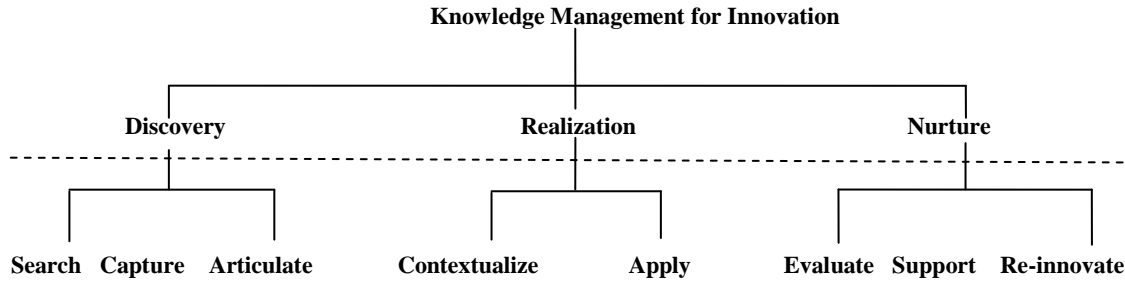 Knowledge Management for Innovation
Discovery Realization Nurture
Search Capture Articulate Contextualize Apply Evaluate Support Re-innovate